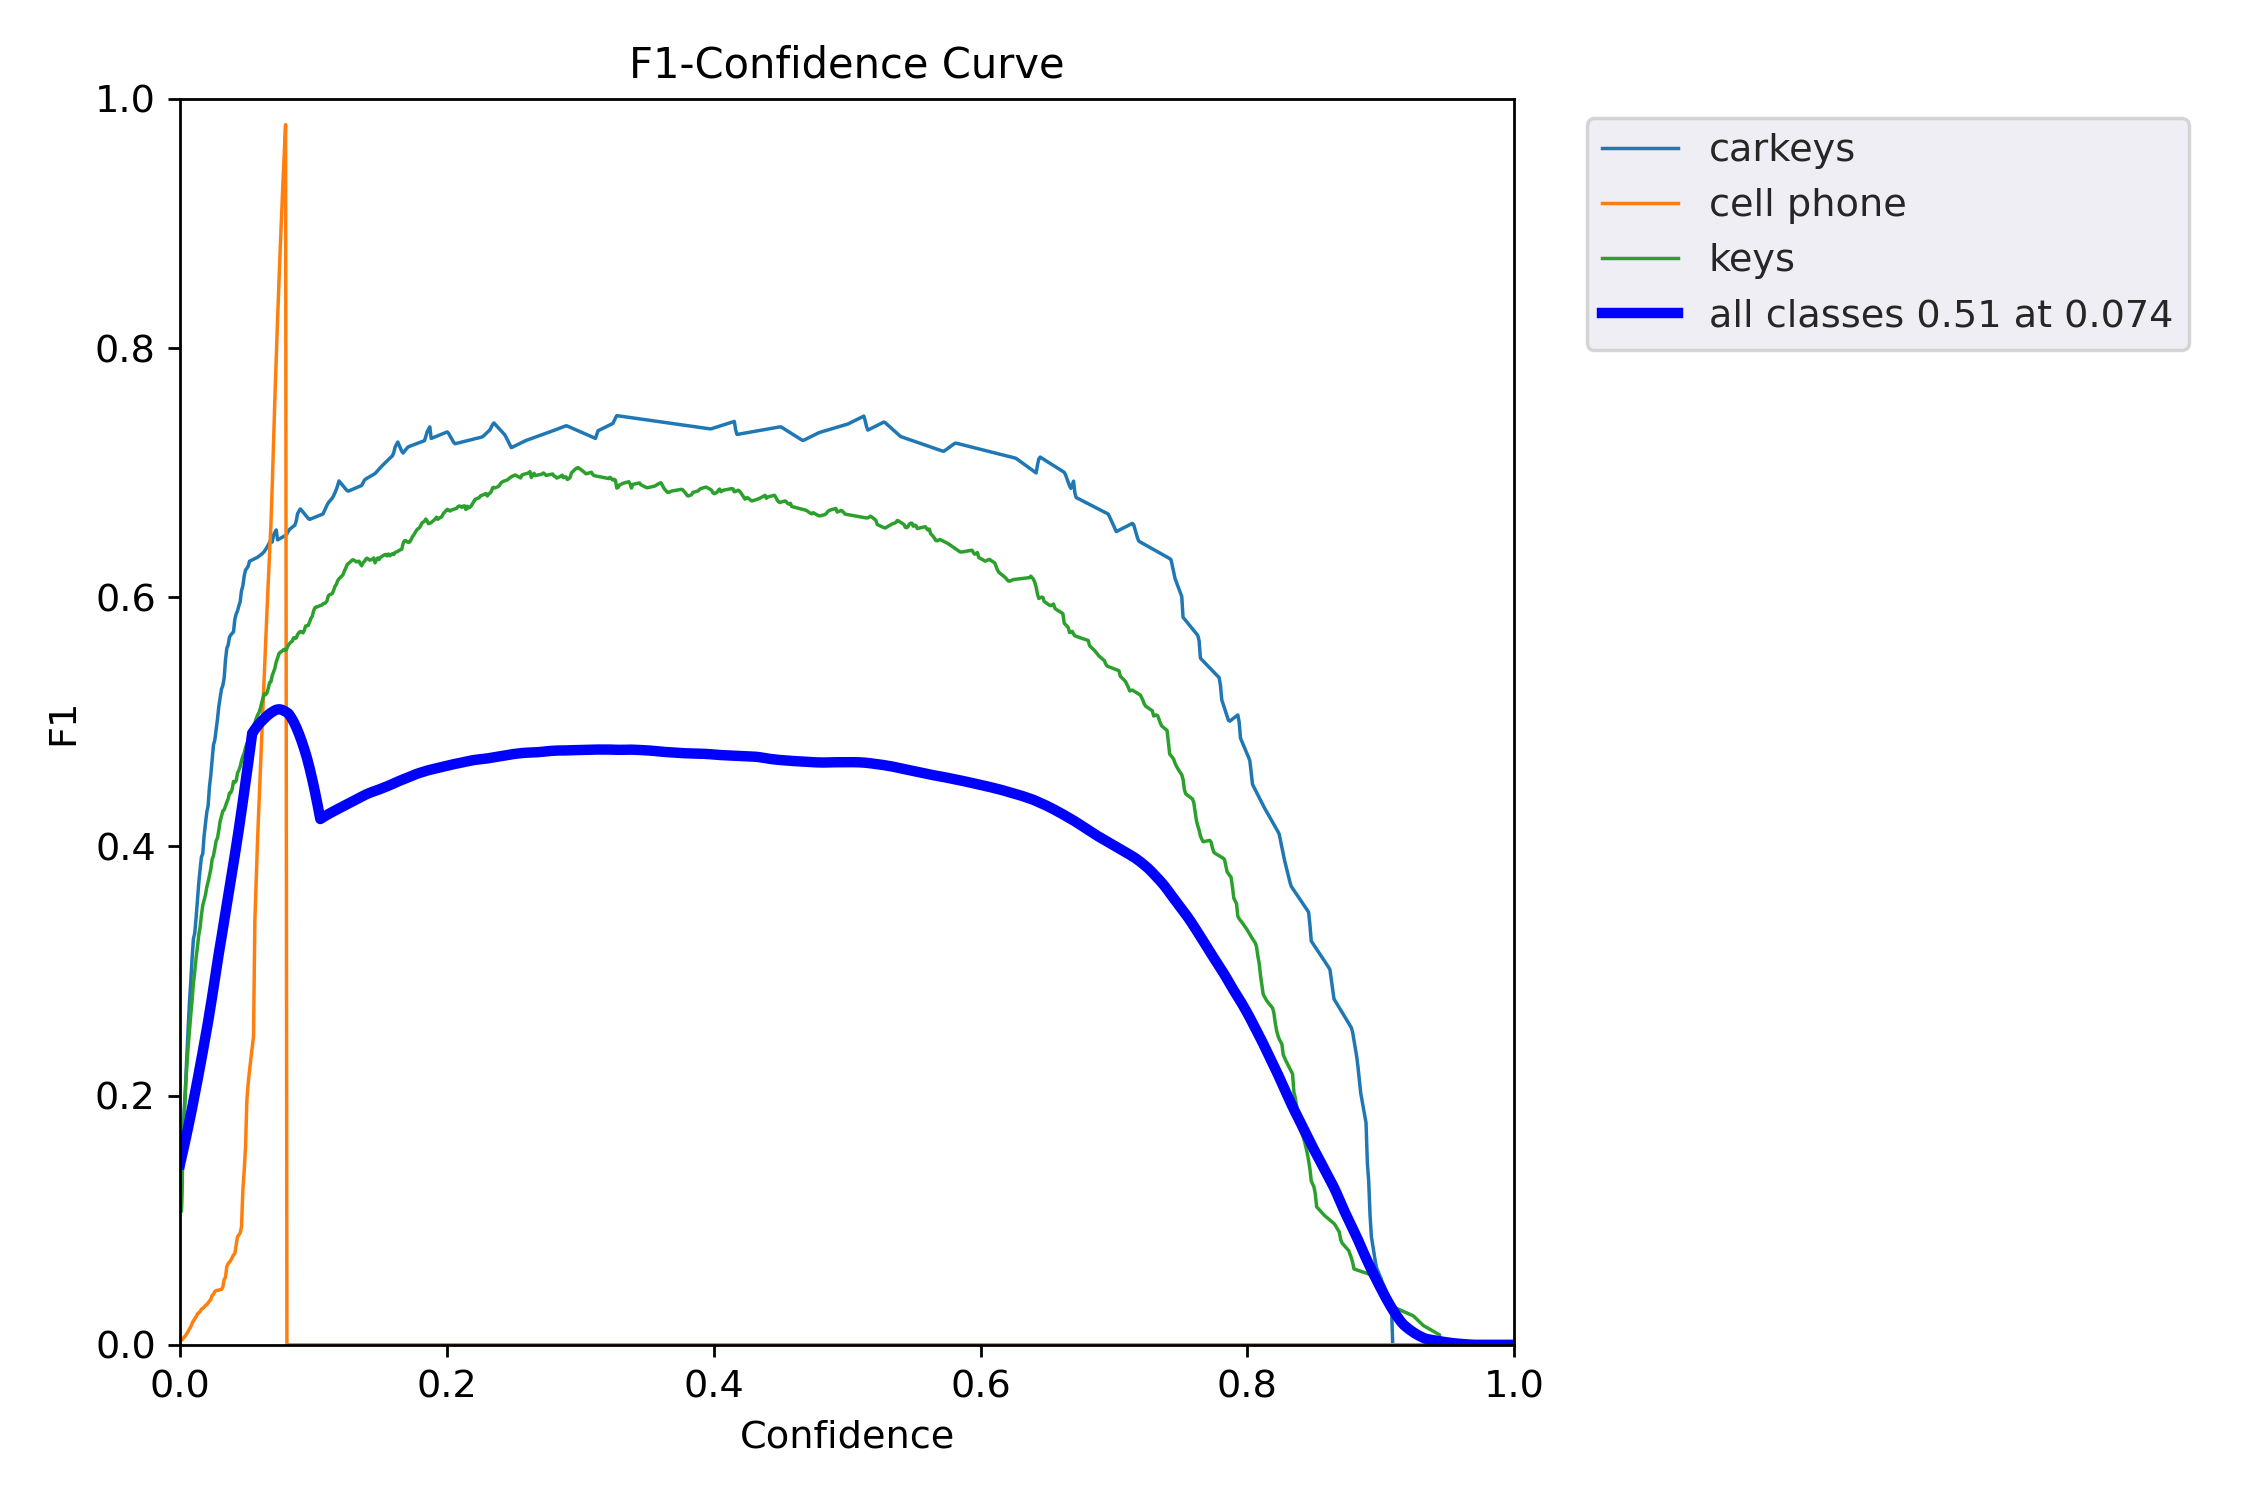 F1-Confidence Curve
1.0
0.8
0.6
0.4
0.2
0.0
F1
0.0 0.2 0.4 0.6 0.8 1.0
Confidence
carkeys
cell phone
keys
all classes 0.51 at 0.074